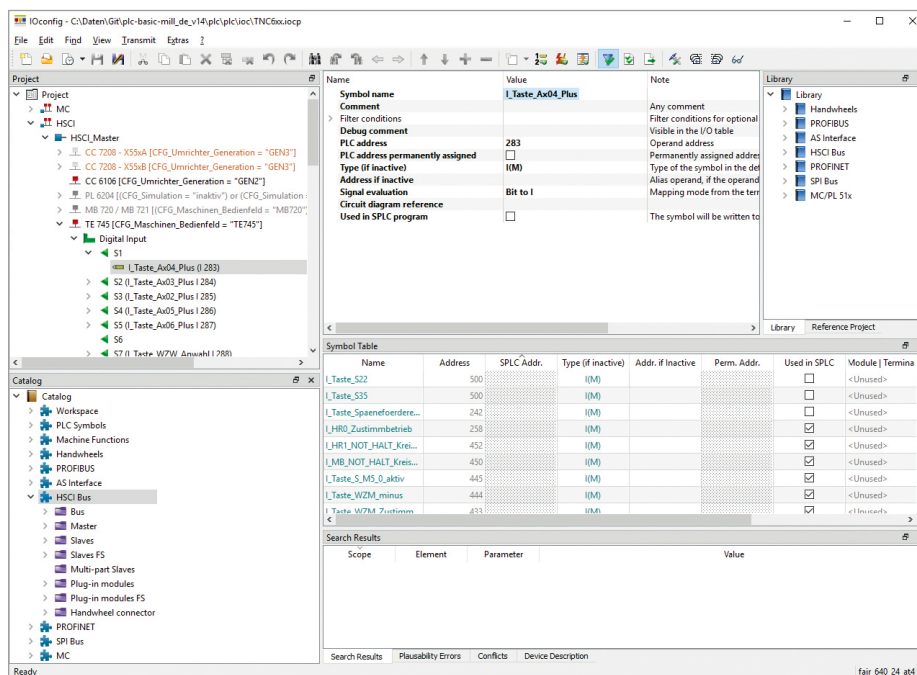 IOconfig - C:\Daten\Git\plc-basic-mill_de_v14\plc\plc\ioc\TNC6xx.iocp
File Edit Find View Transmit Extras ?
Project
Project
MC
HSCI
HSCI_Master
CC 7208 - X55xA [CFG_Umrichter_Generation = "GEN3"]
CC 7208 - X55xB [CFG_Umrichter_Generation = "GEN3"]
CC 6106 [CFG_Umrichter_Generation = "GEN2"]
PL 6204 [(CFG_Simulation = "inaktiv") or (CFG_Simulation =
MB 720 / MB 721 [(CFG_Maschinen_Bedienfeld = "MB720")
TE 745 [CFG_Maschinen_Bedienfeld = "TE745"]
Digital Input
S1
I_Taste_Ax04_Plus (I 283)
S2 (I_Taste_Ax03_Plus I 284)
S3 (I_Taste_Ax02_Plus I 285)
S4 (I_Taste_Ax05_Plus I 286)
S5 (I_Taste_Ax06_Plus I 287)
S6
S7 (I_Taste_WZW_Anwahl I 288)
Name Value Note
Symbol name I_Taste_Ax04_Plus
Comment Any comment
Filter conditions Filter conditions for optional
Debug comment Visible in the I/O table
PLC address 283 Operand address
PLC address permanently assigned Permanently assigned addres
Type (if inactive) I(M) Type of the symbol in the def
Address if inactive Alias operand, if the operand
Signal evaluation Bit to I Mapping mode from the terr
Circuit diagram reference
Used in SPLC program The symbol will be written to
Library
Library
Handwheels
PROFIBUS
AS Interface
HSCI Bus
PROFINET
SPI Bus
MC/PL 51x
Library Reference Project
Catalog
Catalog
Workspace
PLC Symbols
Machine Functions
Handwheels
PROFIBUS
AS Interface
HSCI Bus
Bus
Master
Slaves
Slaves FS
Multi-part Slaves
Plug-in modules
Plug-in modules FS
Handwheel connector
PROFINET
SPI Bus
MC
Symbol Table
Name Address SPLC Addr. Type (if inactive) Addr. if Inactive Perm. Addr. Used in SPLC Module | Termina
I_Taste_S22 500 I(M) <Unused>
I_Taste_S35 500 I(M) <Unused>
I_Taste_Spaenefoerdere... 242 I(M) <Unused>
I_HR0_Zustimmbetrieb 258 I(M) <Unused>
I_HR1_NOT_HALT_Krei... 452 I(M) <Unused>
I_MB_NOT_HALT_Kreis... 450 I(M) <Unused>
I_Taste_S_M5_0_aktiv 445 I(M) <Unused>
I_Taste_WZM_minus 444 I(M) <Unused>
I_Taste_WZM_Zustimm... 433 I(M) <Unused>
Search Results
Scope Element Parameter Value
Search Results Plausability Errors Conflicts Device Description
Ready fair_640_24_at4